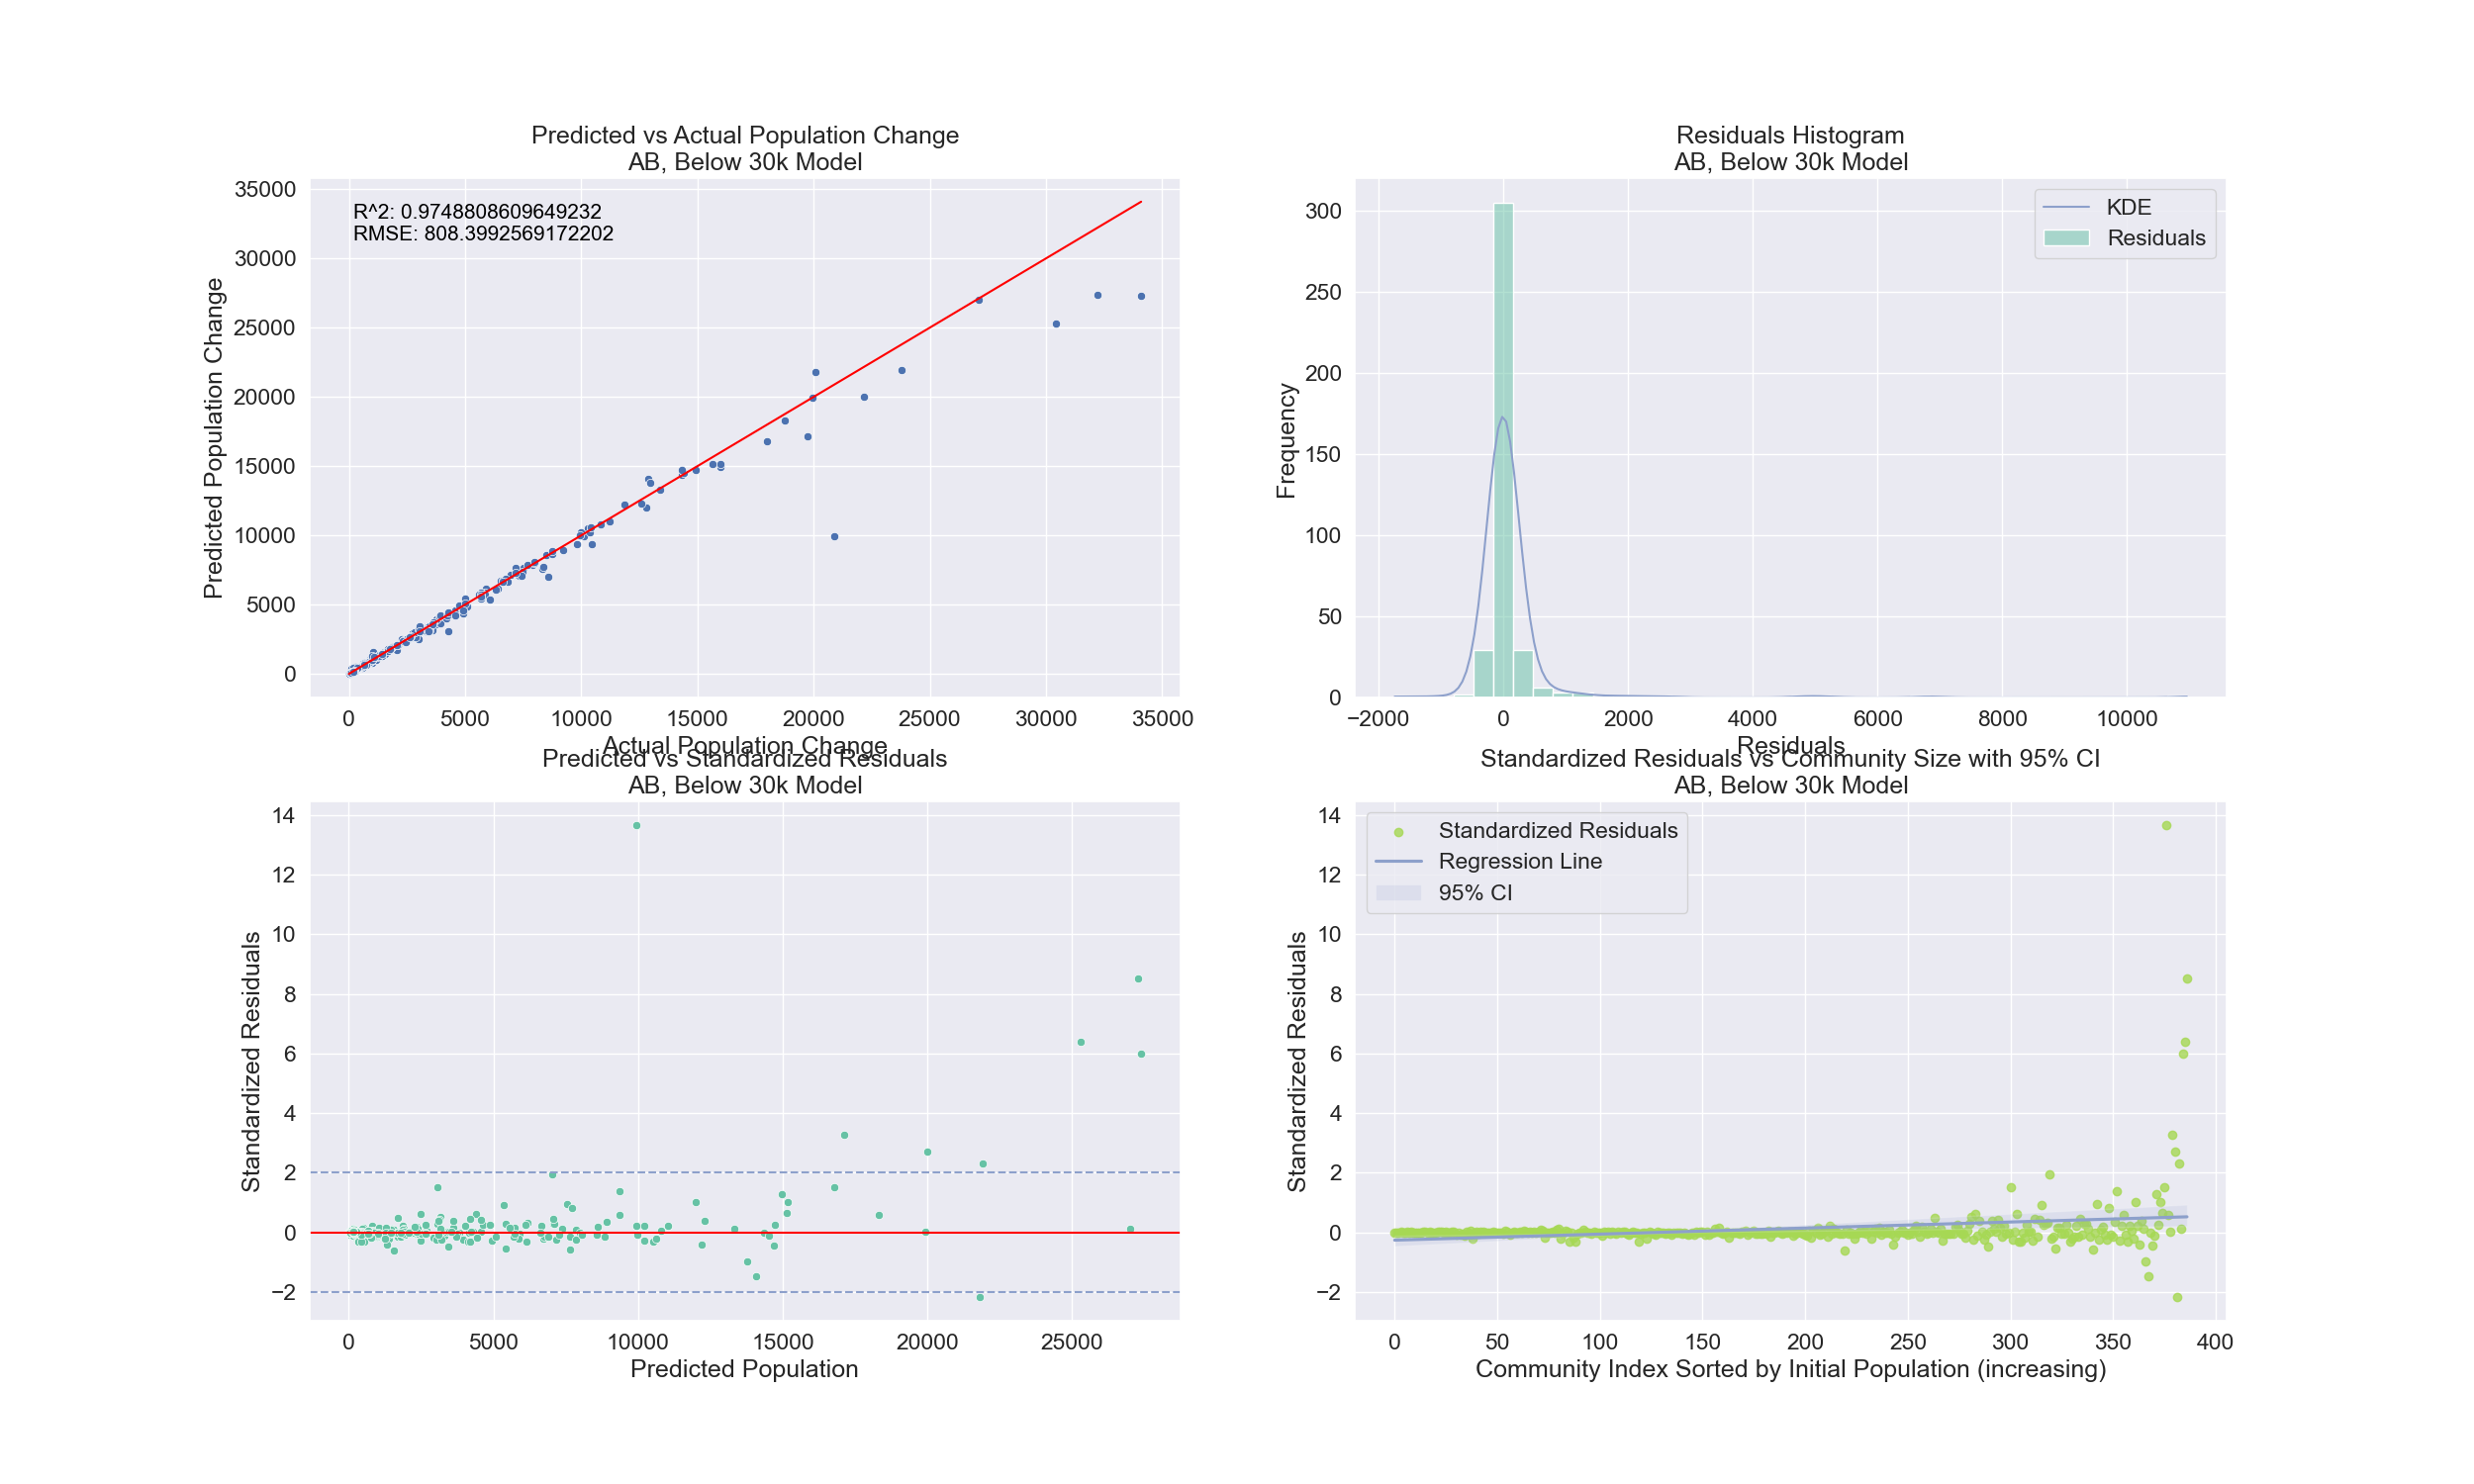 Predicted vs Actual Population Change
AB, Below 30k Model
R^2: 0.9748808609649232
RMSE: 808.3992569172202
Predicted Population Change
35000
30000
25000
20000
15000
10000
5000
0
0 5000 10000 15000 20000 25000 30000 35000
Actual Population Change
Residuals Histogram
AB, Below 30k Model
KDE
Residuals
Frequency
300
250
200
150
100
50
0
−2000 0 2000 4000 6000 8000 10000
Residuals
Predicted vs Standardized Residuals
AB, Below 30k Model
Standardized Residuals
14
12
10
8
6
4
2
0
−2
0 5000 10000 15000 20000 25000
Predicted Population
Standardized Residuals vs Community Size with 95% CI
AB, Below 30k Model
Standardized Residuals
Regression Line
95% CI
Standardized Residuals
14
12
10
8
6
4
2
0
−2
0 50 100 150 200 250 300 350 400
Community Index Sorted by Initial Population (increasing)